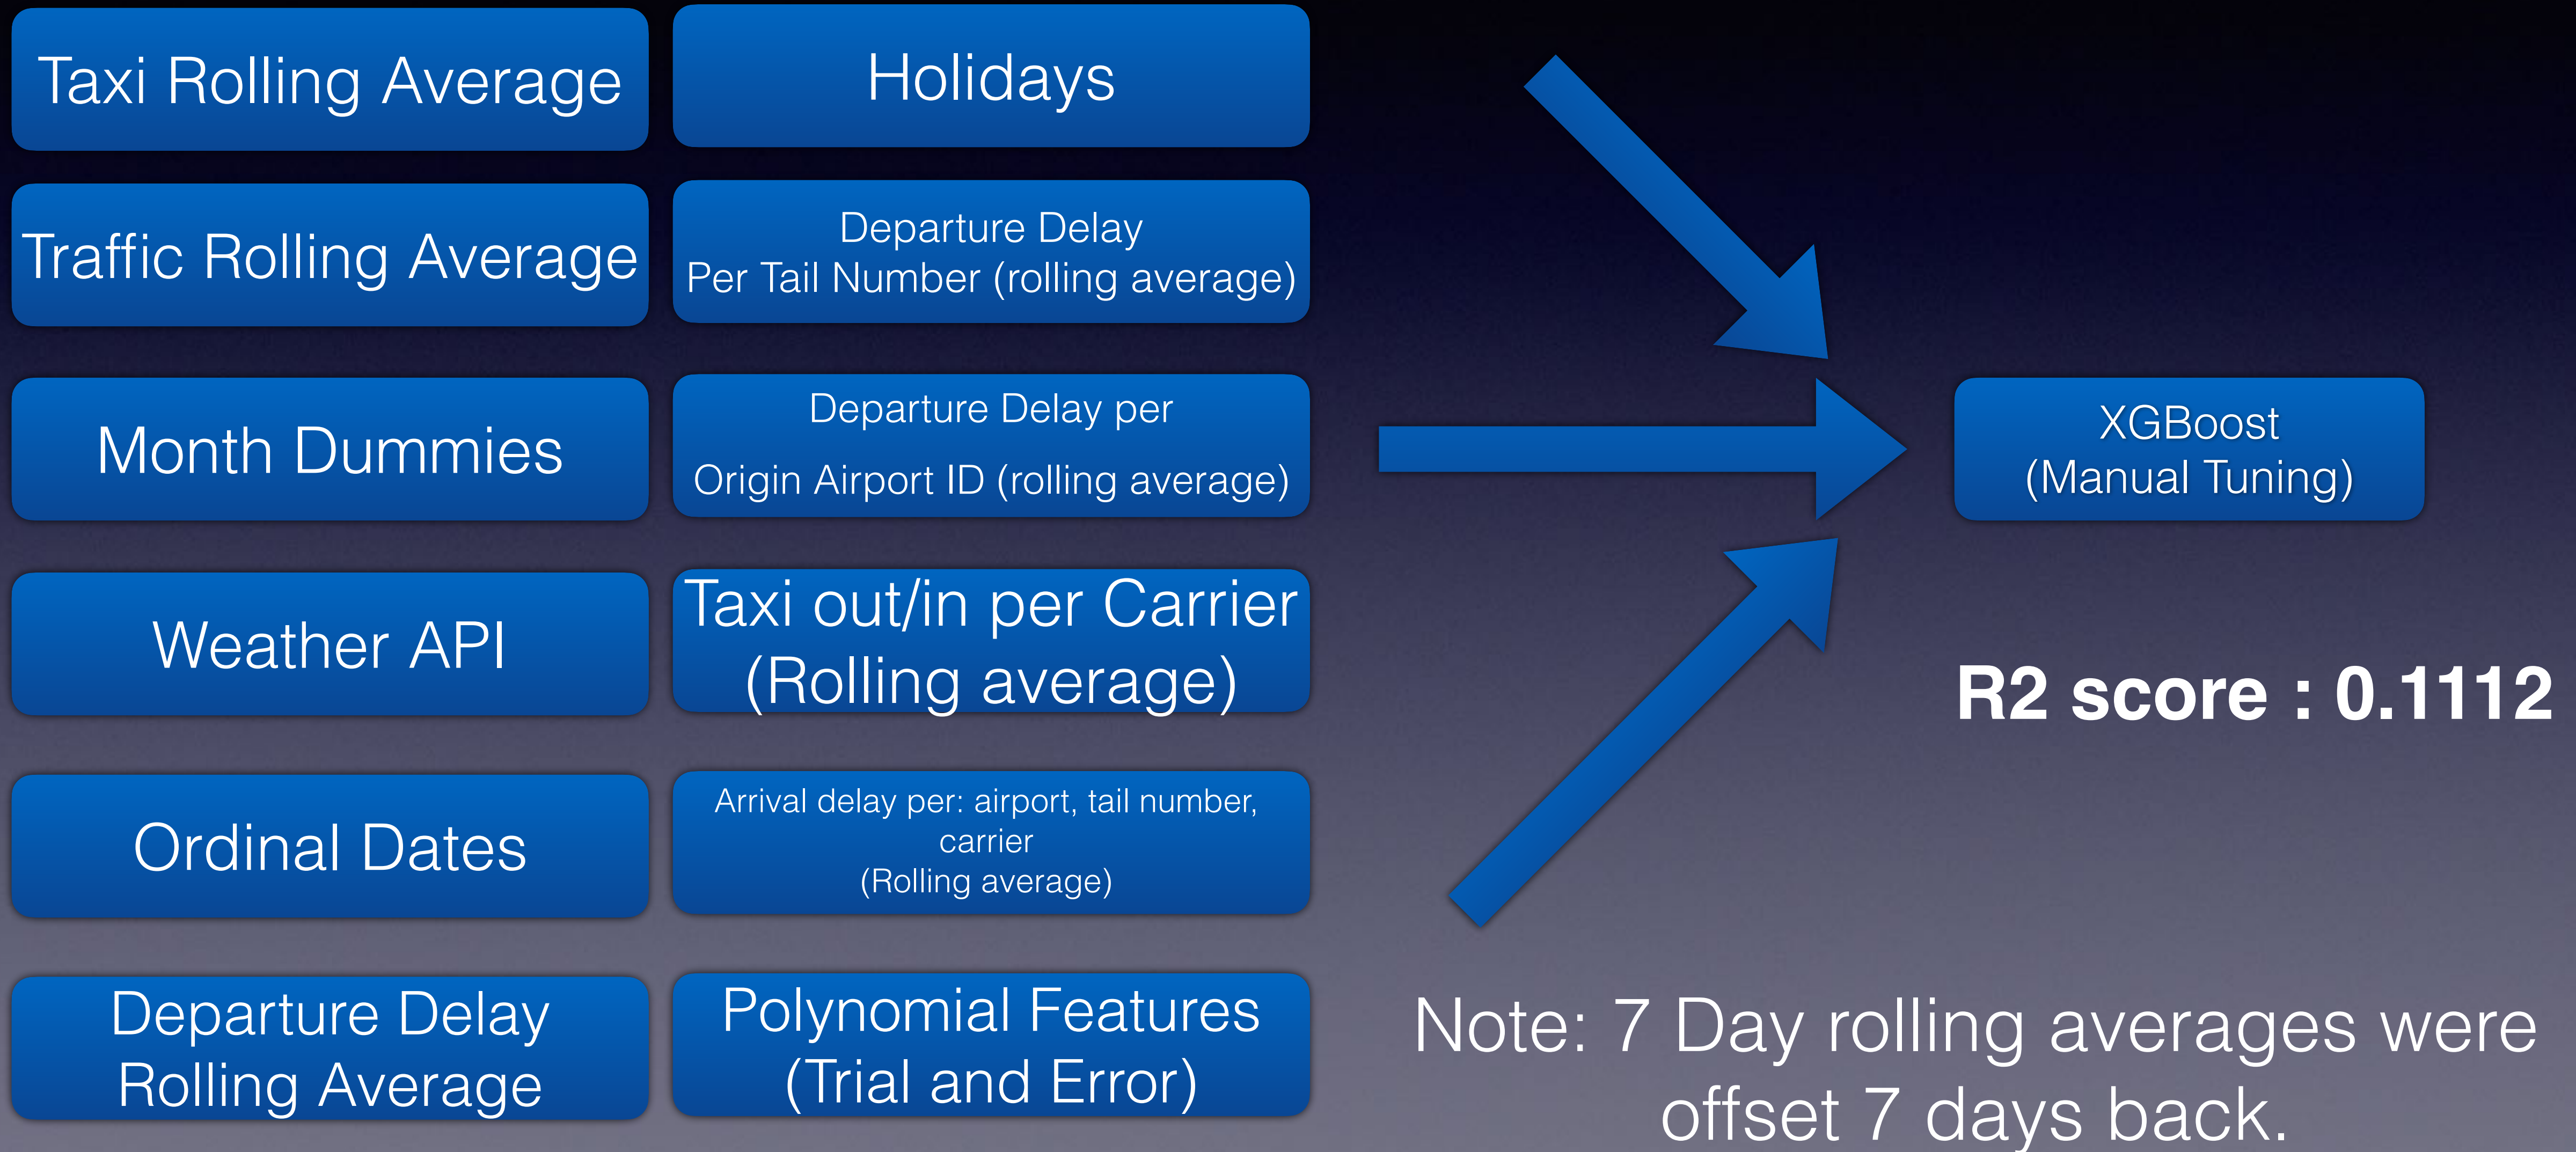 Taxi Rolling Average
Traffic Rolling Average
Month Dummies
Weather API
Ordinal Dates
Departure Delay
Rolling Average
Holidays
Departure Delay
Per Tail Number (rolling average)
Departure Delay per
Origin Airport ID (rolling average)
Taxi out/in per Carrier
(Rolling average)
Arrival delay per: airport, tail number,
carrier
(Rolling average)
Polynomial Features
(Trial and Error)
XGBoost
(Manual Tuning)
R2 score : 0.1112
Note: 7 Day rolling averages were
offset 7 days back.